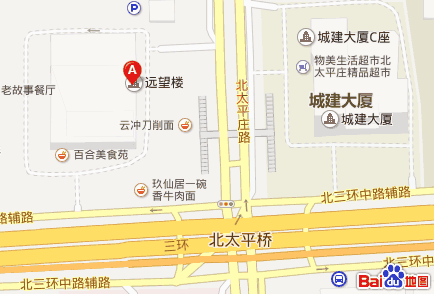 城建大厦C座
物美生活超市北
太平庄精品超市
A
远望楼
老故事餐厅
北太平庄路
城建大厦
城建大厦
云冲刀削面
百合美食苑
玖仙居一碗
香牛肉面
北三环中路辅路
路辅路
三环
北太平桥
北三环中路辅路
Bai du 地图